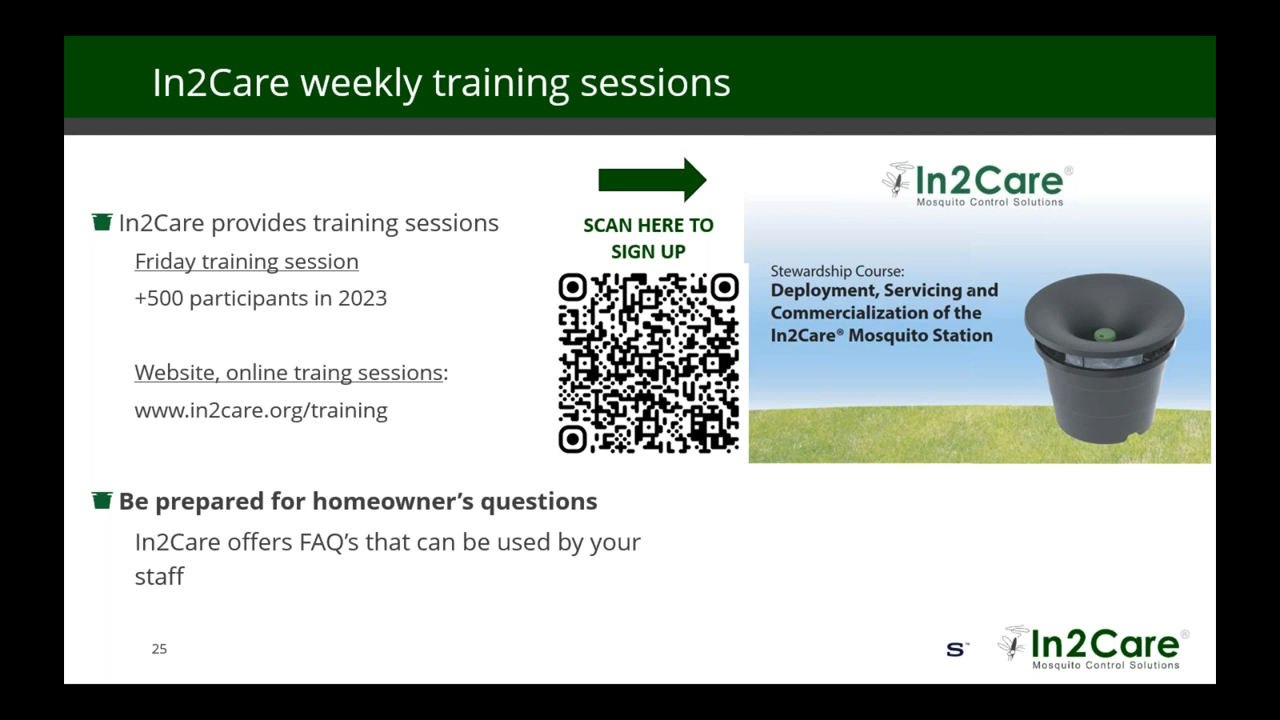 In2Care weekly training sessions
In2Care provides training sessions
Friday training session
+500 participants in 2023
Website, online traing sessions:
www.in2care.org/training
Be prepared for homeowner's questions
In2Care offers FAQ's that can be used by your
staff
SCAN HERE TO
SIGN UP
In2Care®
Mosquito Control Solutions
Stewardship Course:
Deployment, Servicing and
Commercialization of the
In2Care® Mosquito Station
25
S™
In2Care®
Mosquito Control Solutions